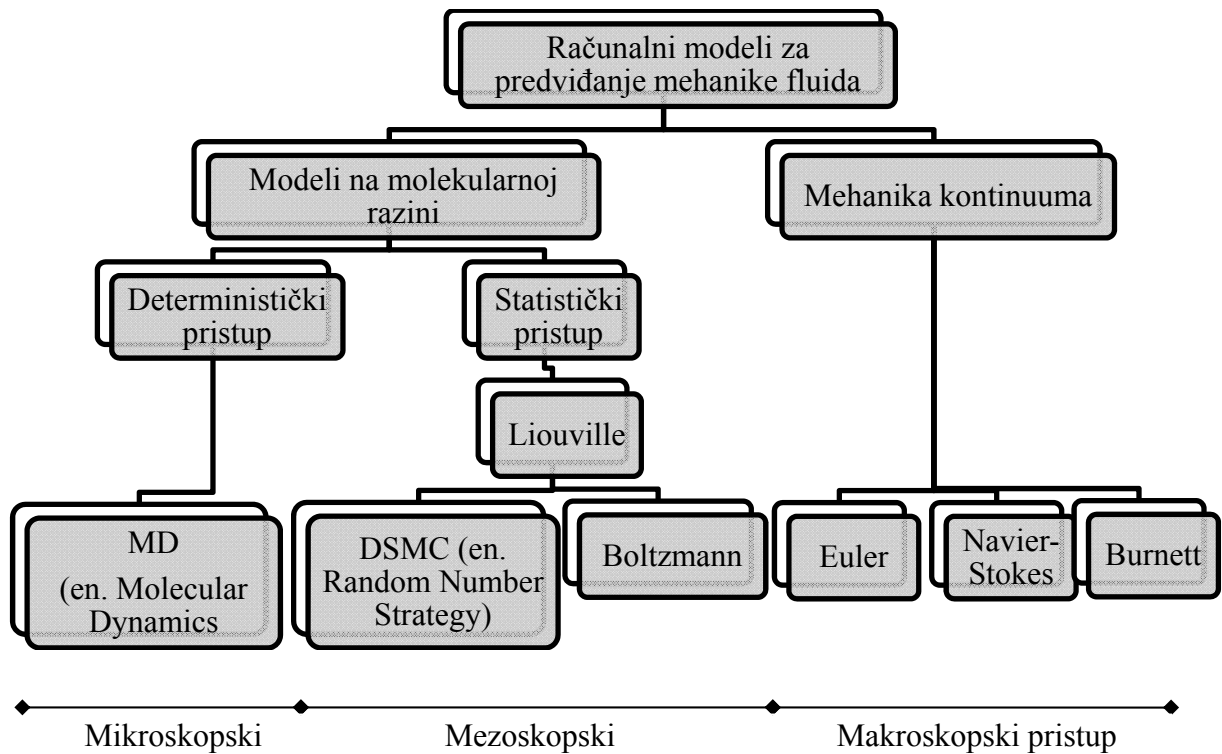 Računalni modeli za
predviđanje mehanike fluida
Modeli na molekularnoj
razini
Mehanika kontinuuma
Deterministički
pristup
Statistički
pristup
Liouville
MD
(en. Molecular
Dynamics
DSMC (en.
Random Number
Strategy)
Boltzmann
Euler
Navier-
Stokes
Burnett
Mikroskopski
Mezoskopski
Makroskopski pristup